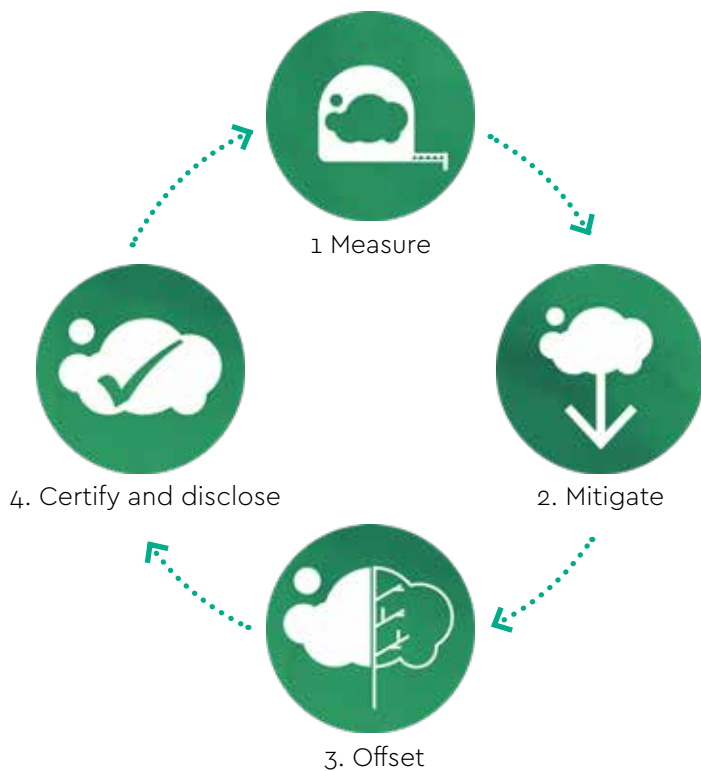 1 Measure
2. Mitigate
3. Offset
4. Certify and disclose